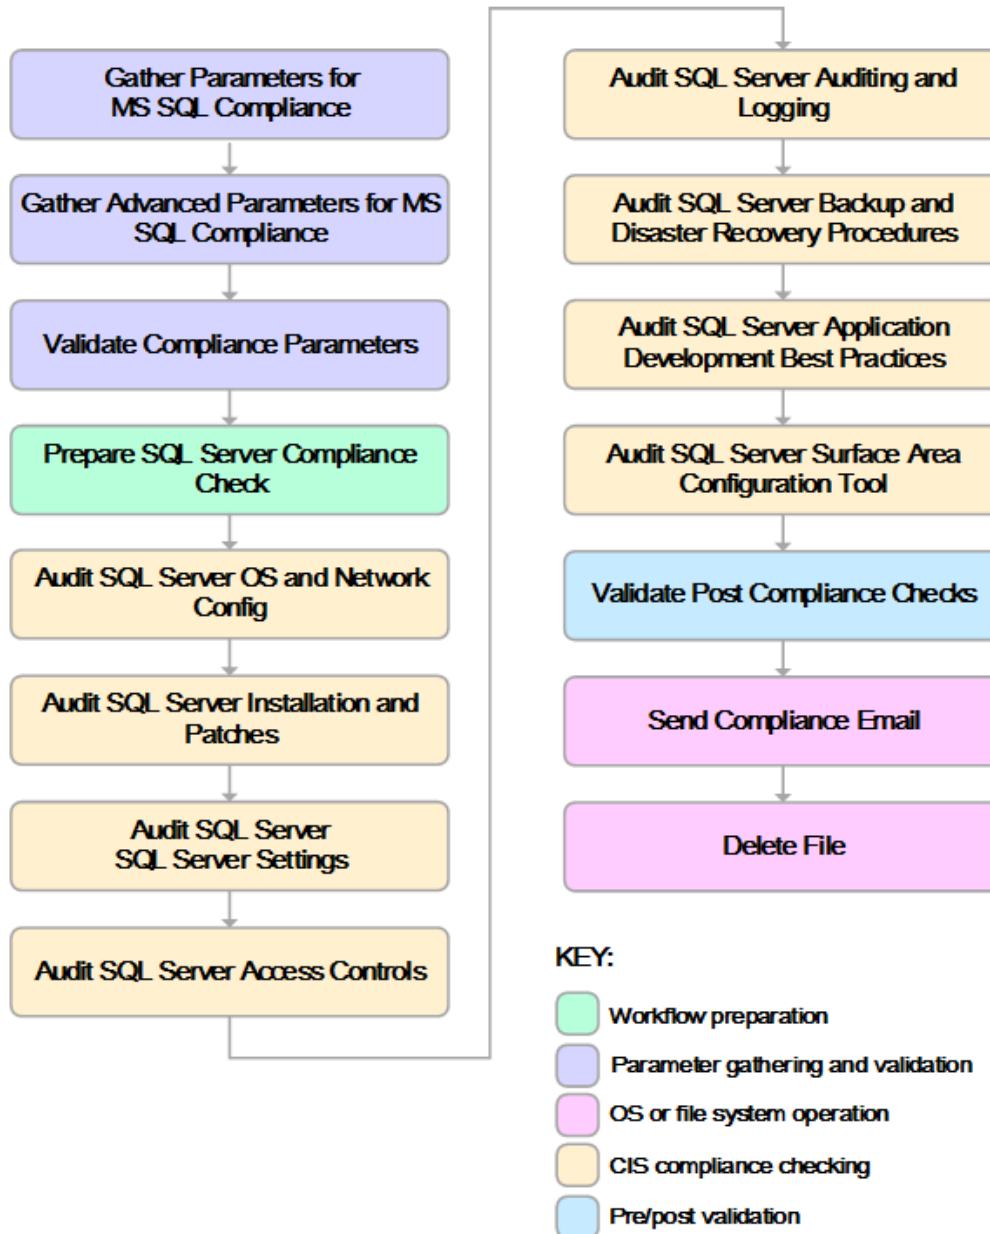 Gather Parameters for
MS SQL Compliance
Gather Advanced Parameters for MS
SQL Compliance
Validate Compliance Parameters
Prepare SQL Server Compliance
Check
Audit SQL Server OS and Network
Config
Audit SQL Server Installation and
Patches
Audit SQL Server
SQL Server Settings
Audit SQL Server Access Controls
Audit SQL Server Auditing and
Logging
Audit SQL Server Backup and
Disaster Recovery Procedures
Audit SQL Server Application
Development Best Practices
Audit SQL Server Surface Area
Configuration Tool
Validate Post Compliance Checks
Send Compliance Email
Delete File
KEY:
Workflow preparation
Parameter gathering and validation
OS or file system operation
CIS compliance checking
Pre/post validation